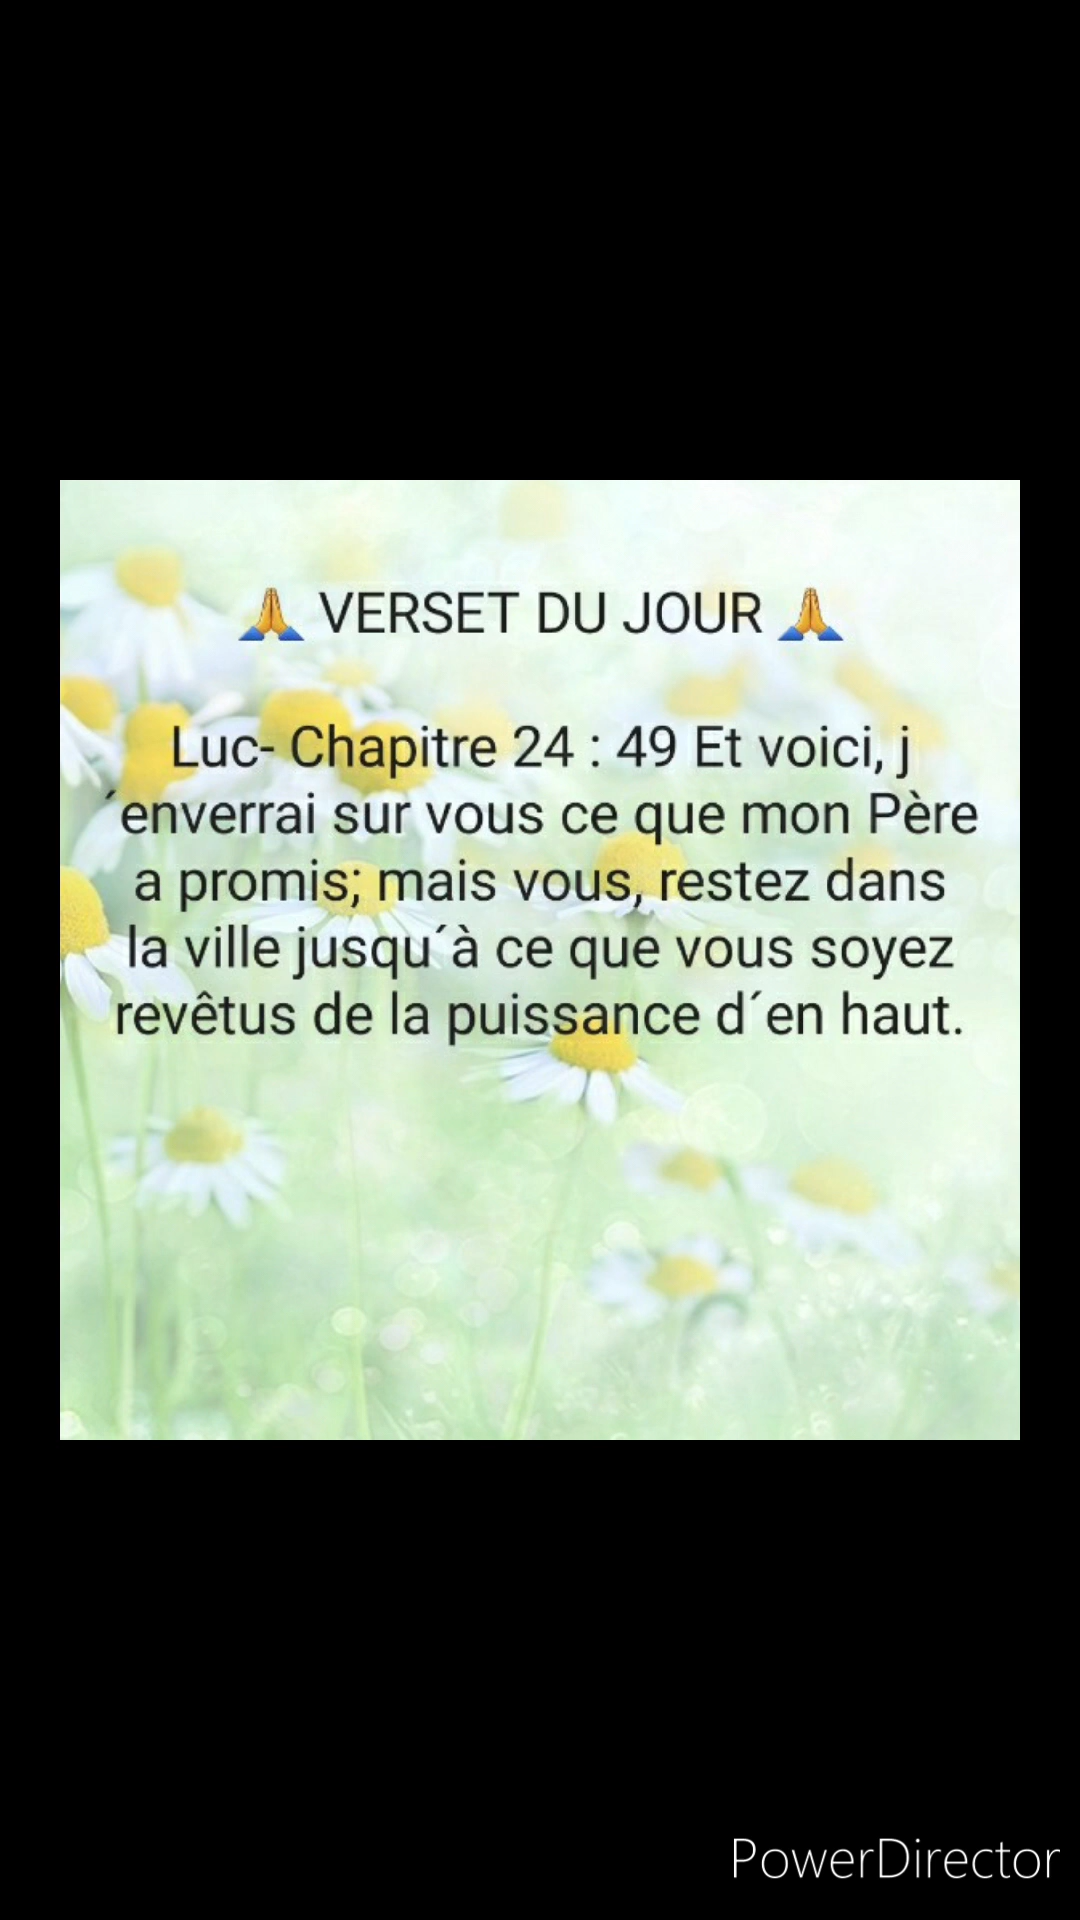 🙏 VERSET DU JOUR 🙏
Luc- Chapitre 24 : 49 Et voici, j
´enverrai sur vous ce que mon Père
a promis; mais vous, restez dans
la ville jusqu´à ce que vous soyez
revêtus de la puissance d´en haut.
PowerDirector